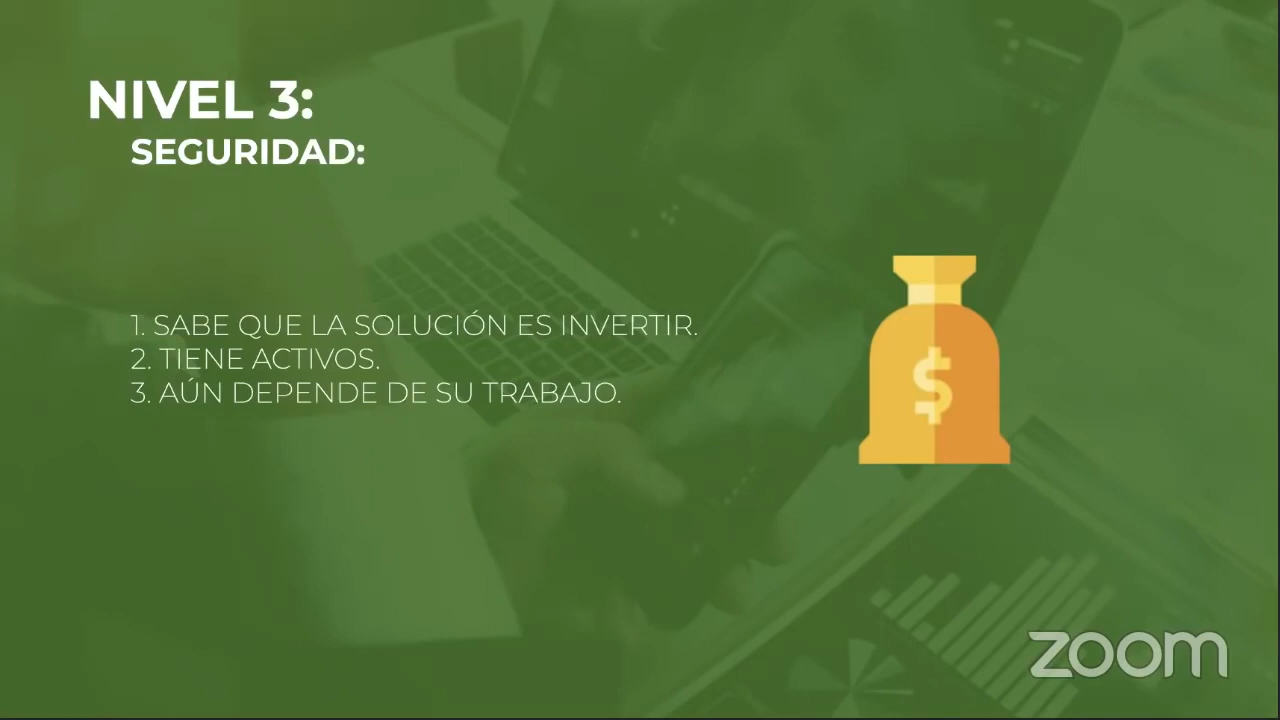 NIVEL 3:
SEGURIDAD:
1. SABE QUE LA SOLUCIÓN ES INVERTIR.
2. TIENE ACTIVOS.
3. AÚN DEPENDE DE SU TRABAJO.
$
zoom